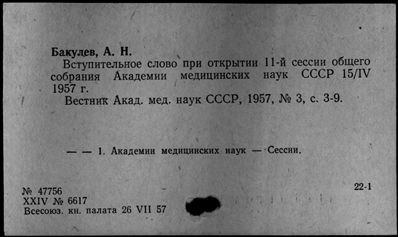 Бакулев, А. Н.
Вступительное слово при открытии 11-й сессии общего
собрания Академии медицинских наук СССР 15/IV
1957 г.
Вестник Акад. мед. наук СССР, 1957, № 3, с. 3-9.
— — 1. Академии медицинских наук — Сессии.
№ 47756
22-1
XXIV № 6617
Всесоюз. кн. палата 26 VII 57